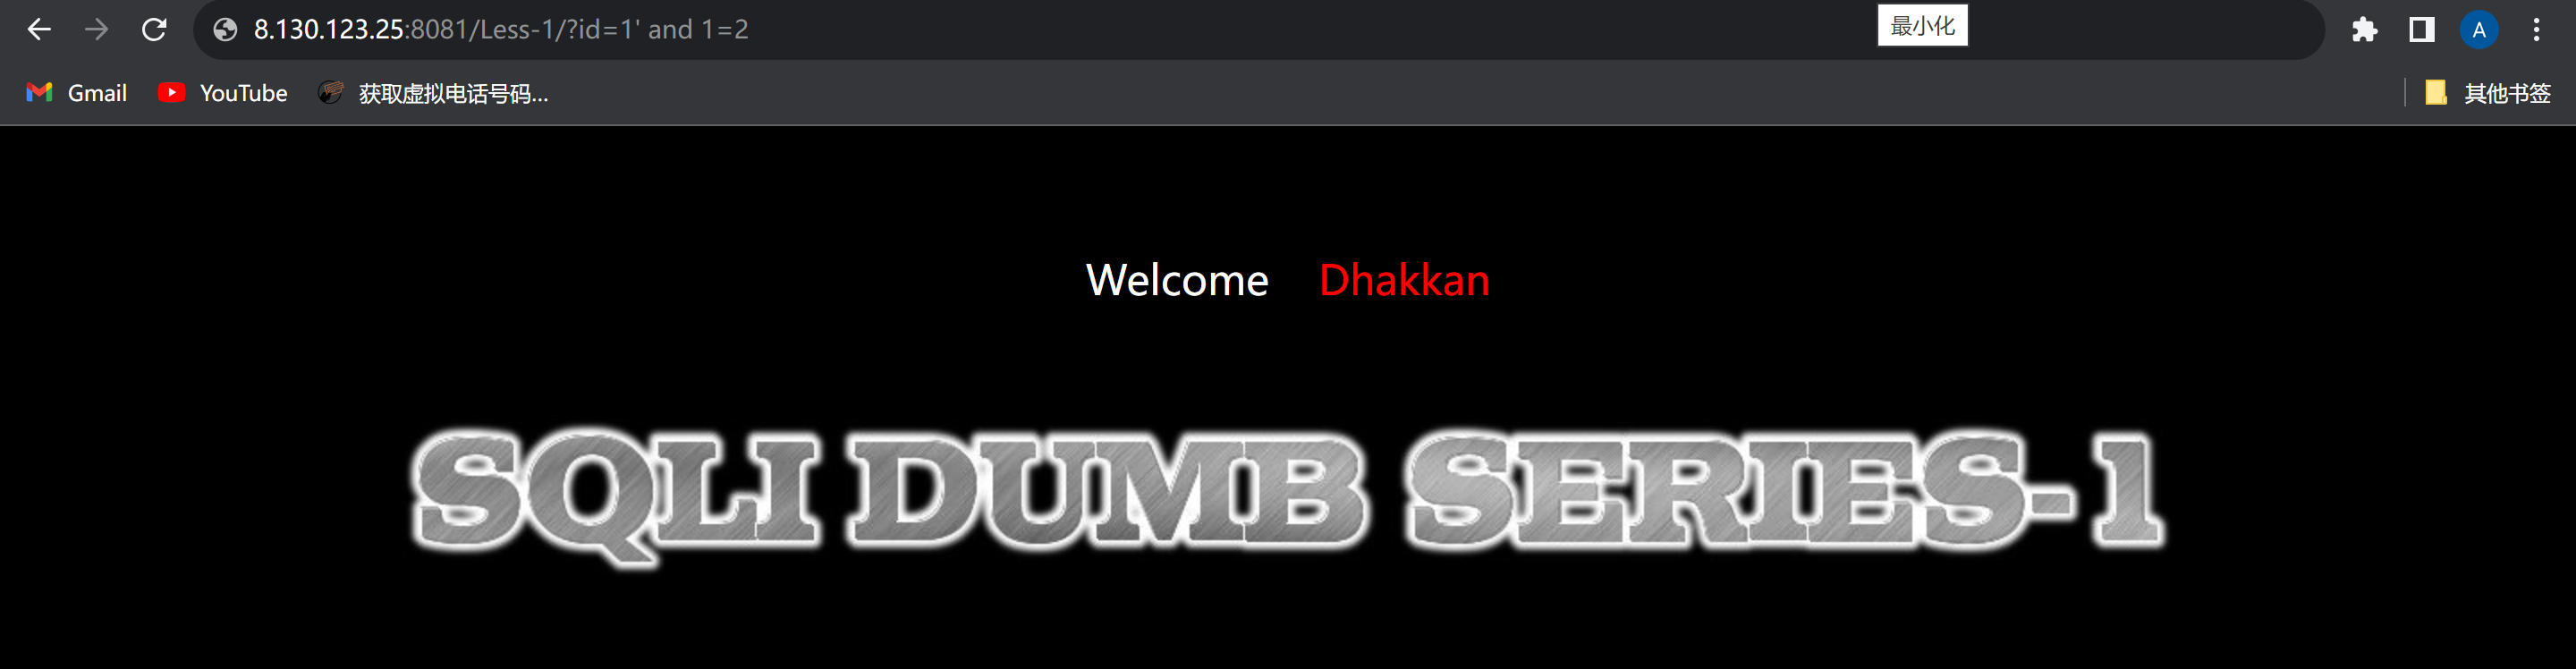 8.130.123.25:8081/Less-1/?id=1' and 1=2
最小化
A
Gmail
YouTube
获取虚拟电话号码...
其他书签
Welcome Dhakkan
SQLI DUMB SERIES-1